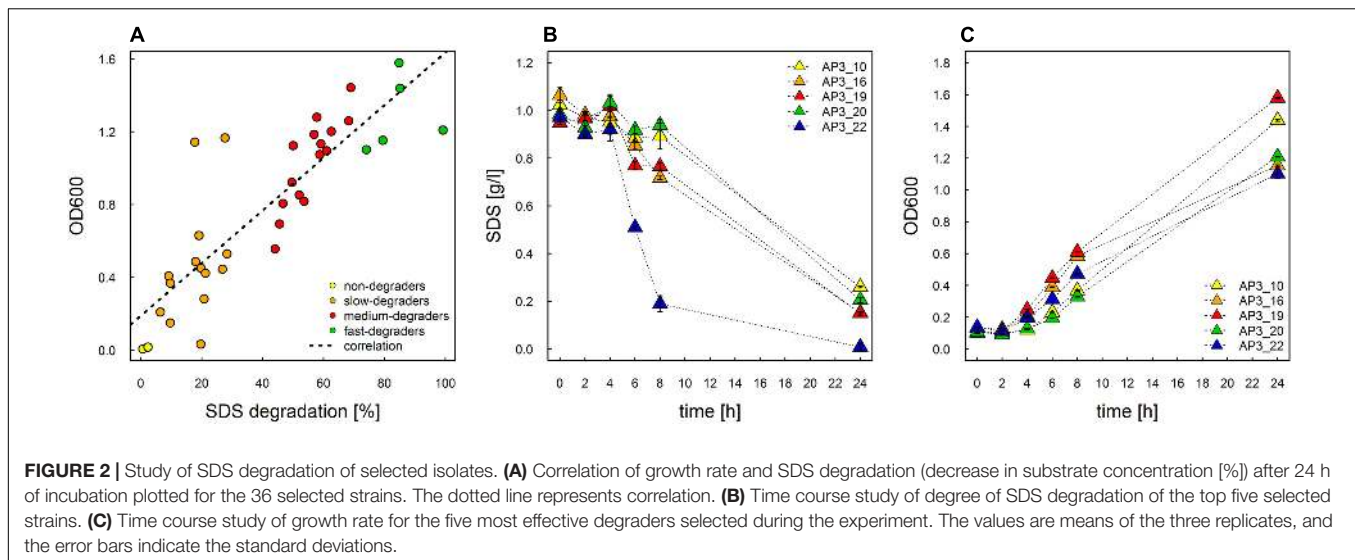 A
OD600
1.6
1.2
0.8
0.4
0.0
non-degraders
slow-degraders
medium-degraders
fast-degraders
correlation
0 20 40 60 80 100
SDS degradation [%]
B
SDS [g/l]
1.2
1.0
0.8
0.6
0.4
0.2
0.0
AP3_10
AP3_16
AP3_19
AP3_20
AP3_22
0 2 4 6 8 10 12 14 16 18 20 22 24
time [h]
C
OD600
1.8
1.6
1.4
1.2
1.0
0.8
0.6
0.4
0.2
0.0
AP3_10
AP3_16
AP3_19
AP3_20
AP3_22
0 2 4 6 8 10 12 14 16 18 20 22 24
time [h]
FIGURE 2 | Study of SDS degradation of selected isolates. (A) Correlation of growth rate and SDS degradation (decrease in substrate concentration [%]) after 24 h
of incubation plotted for the 36 selected strains. The dotted line represents correlation. (B) Time course study of degree of SDS degradation of the top five selected
strains. (C) Time course study of growth rate for the five most effective degraders selected during the experiment. The values are means of the three replicates, and
the error bars indicate the standard deviations.